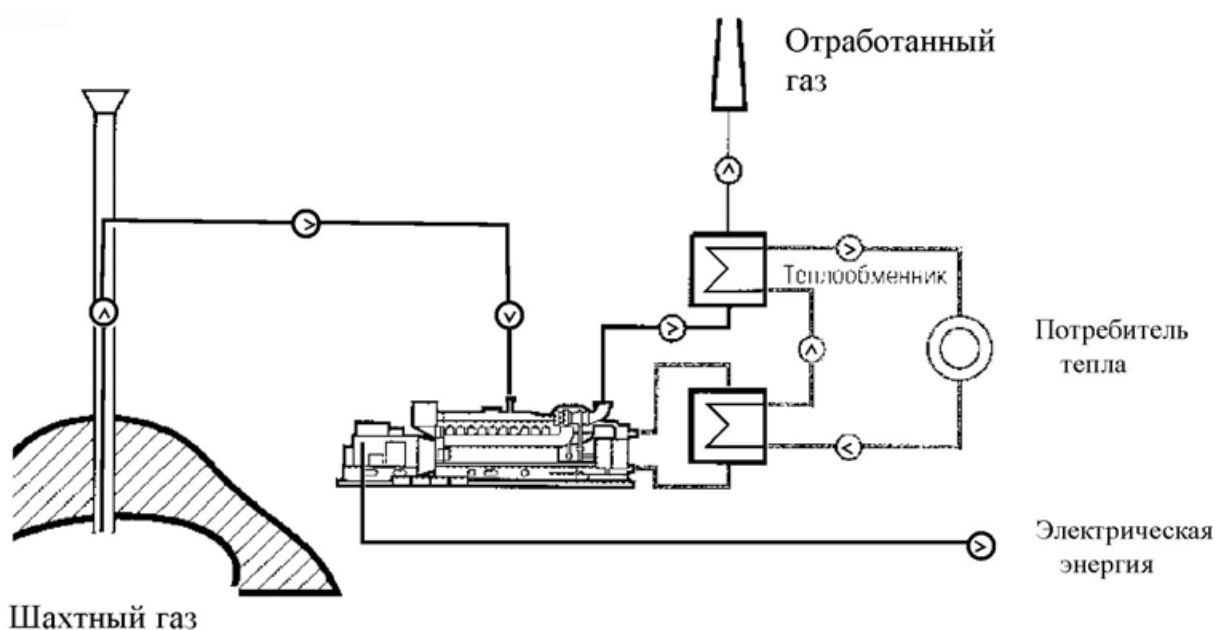 Отработанный
газ
Теплообменник
Потребитель
тепла
Электрическая
энергия
Шахтный газ